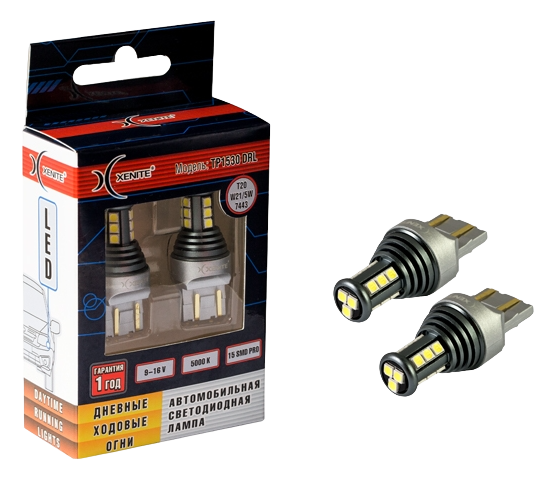 XENITE
XENITE®
Модель: TP1530 DRL
T20
W21/5W
7443
LED
ГАРАНТИЯ
1 ГОД
9-16 V
5000 K
15 SMD PRO
DAYTIME
RUNNING
LIGHTS
ДНЕВНЫЕ
ХОДОВЫЕ
ОГНИ
АВТОМОБИЛЬНАЯ
СВЕТОДИОДНАЯ
ЛАМПА